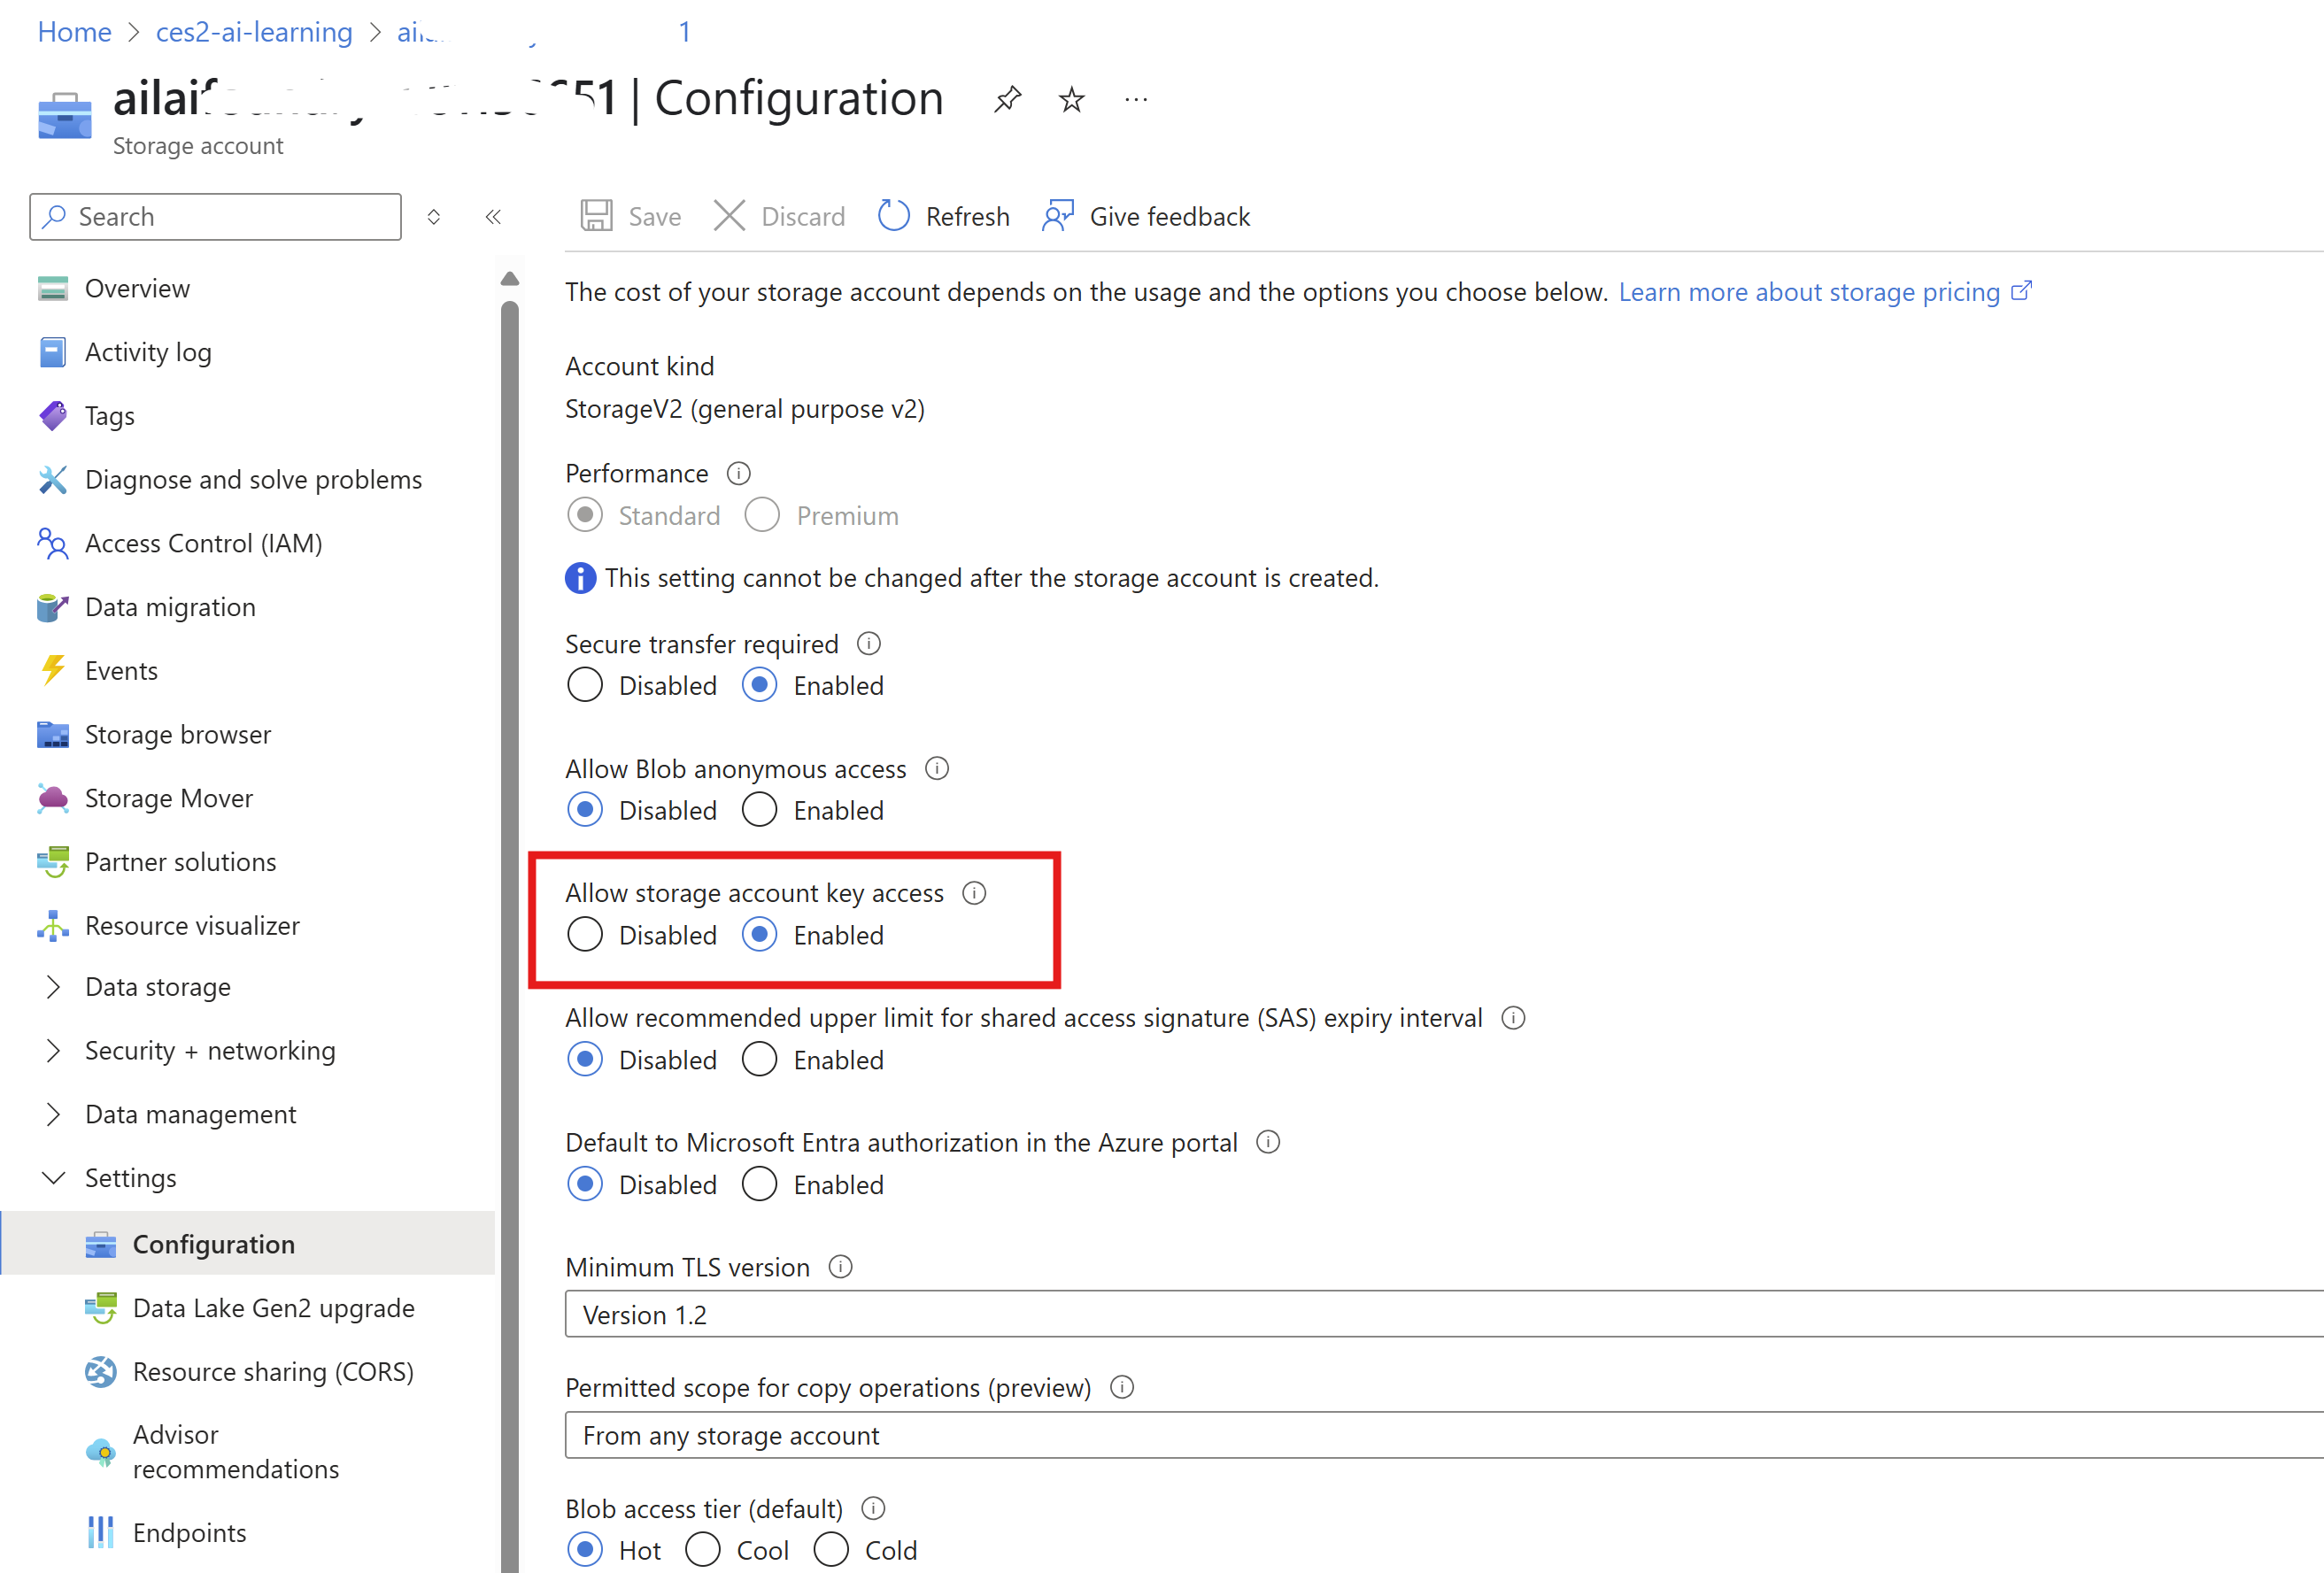 Home > ces2-ai-learning > 1
51 | Configuration
Storage account
Search
Save Discard Refresh Give feedback
Overview
Activity log
Tags
Diagnose and solve problems
Access Control (IAM)
Data migration
Events
Storage browser
Storage Mover
Partner solutions
Resource visualizer
Data storage
Security + networking
Data management
Settings
Configuration
Data Lake Gen2 upgrade
Resource sharing (CORS)
Advisor
recommendations
Endpoints
The cost of your storage account depends on the usage and the options you choose below. Learn more about storage pricing
Account kind
StorageV2 (general purpose v2)
Performance
Standard Premium
This setting cannot be changed after the storage account is created.
Secure transfer required
Disabled Enabled
Allow Blob anonymous access
Disabled Enabled
Allow storage account key access
Disabled Enabled
Allow recommended upper limit for shared access signature (SAS) expiry interval
Disabled Enabled
Default to Microsoft Entra authorization in the Azure portal
Disabled Enabled
Minimum TLS version
Version 1.2
Permitted scope for copy operations (preview)
From any storage account
Blob access tier (default)
Hot Cool Cold